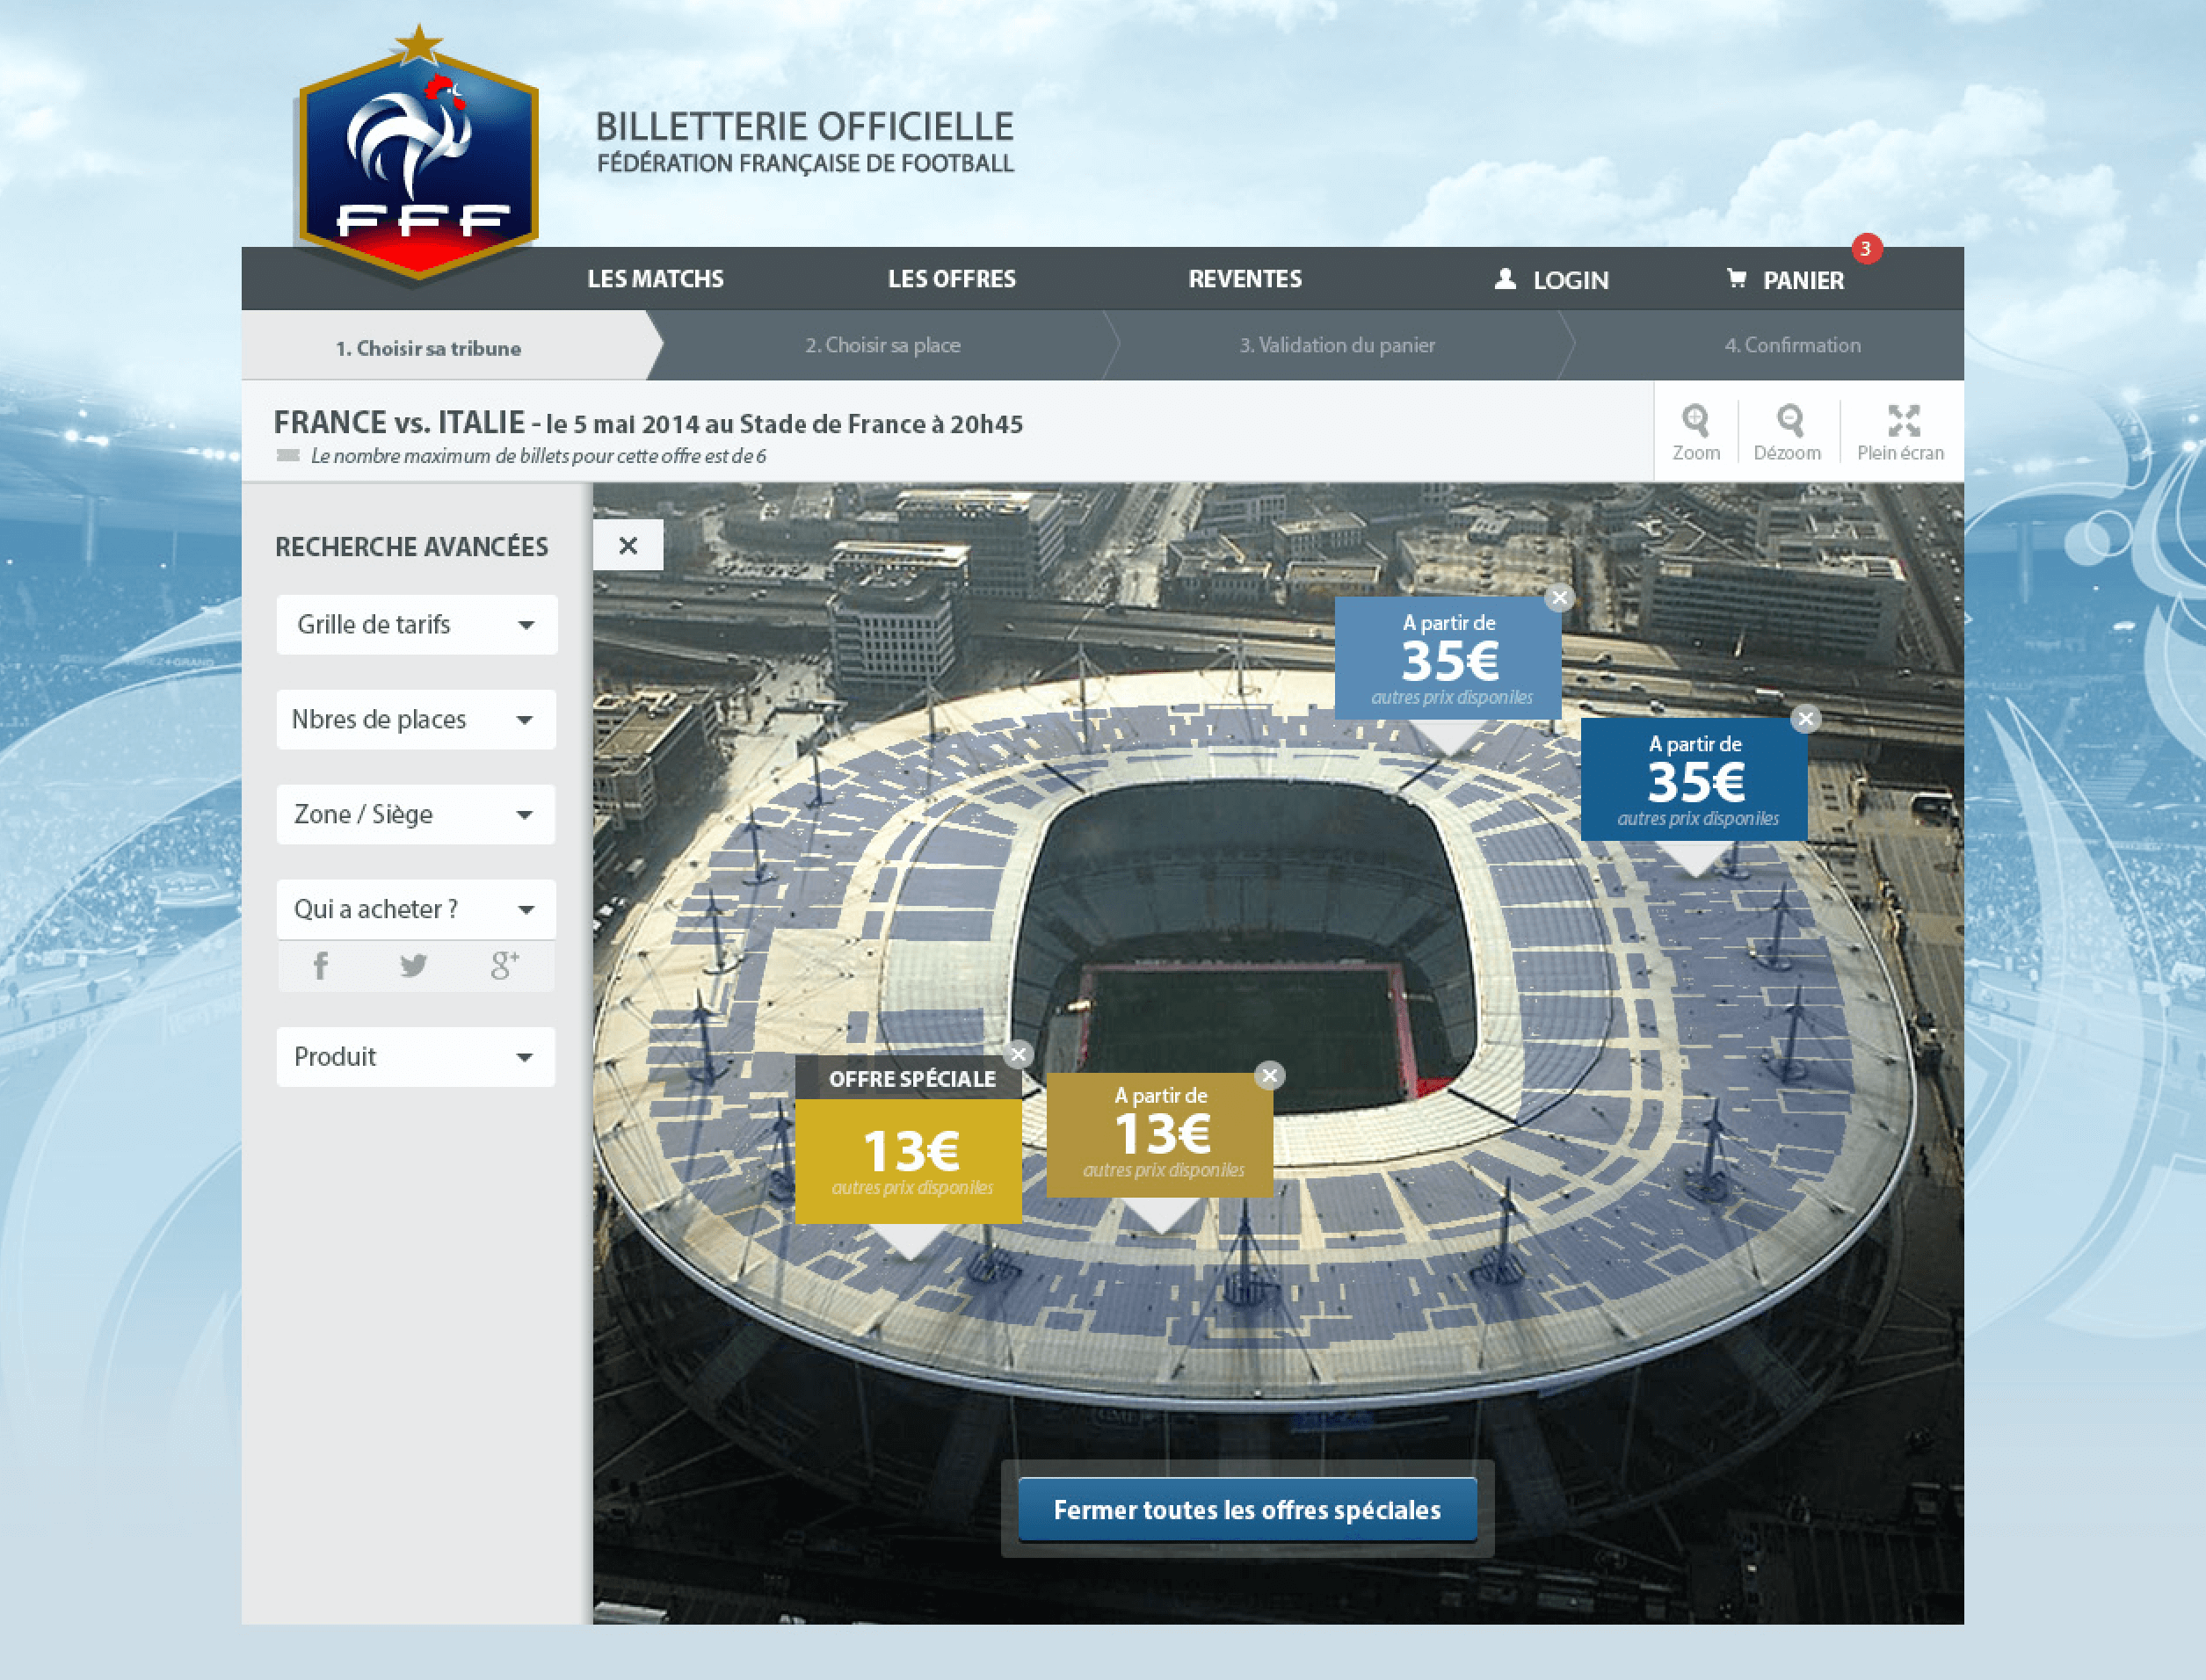 FFF
BILLETTERIE OFFICIELLE
FÉDÉRATION FRANÇAISE DE FOOTBALL
LES MATCHS
LES OFFRES
REVENTES
LOGIN
PANIER
3
1. Choisir sa tribune
2. Choisir sa place
3. Validation du panier
4. Confirmation
FRANCE vs. ITALIE - le 5 mai 2014 au Stade de France à 20h45
Le nombre maximum de billets pour cette offre est de 6
Zoom
Dézoom
Plein écran
RECHERCHE AVANCÉES
Grille de tarifs
Nbres de places
Zone / Siège
Qui a acheter ?
Produit
A partir de
35€
autres prix disponiles
A partir de
35€
autres prix disponiles
OFFRE SPÉCIALE
13€
autres prix disponiles
A partir de
13€
autres prix disponiles
Fermer toutes les offres spéciales